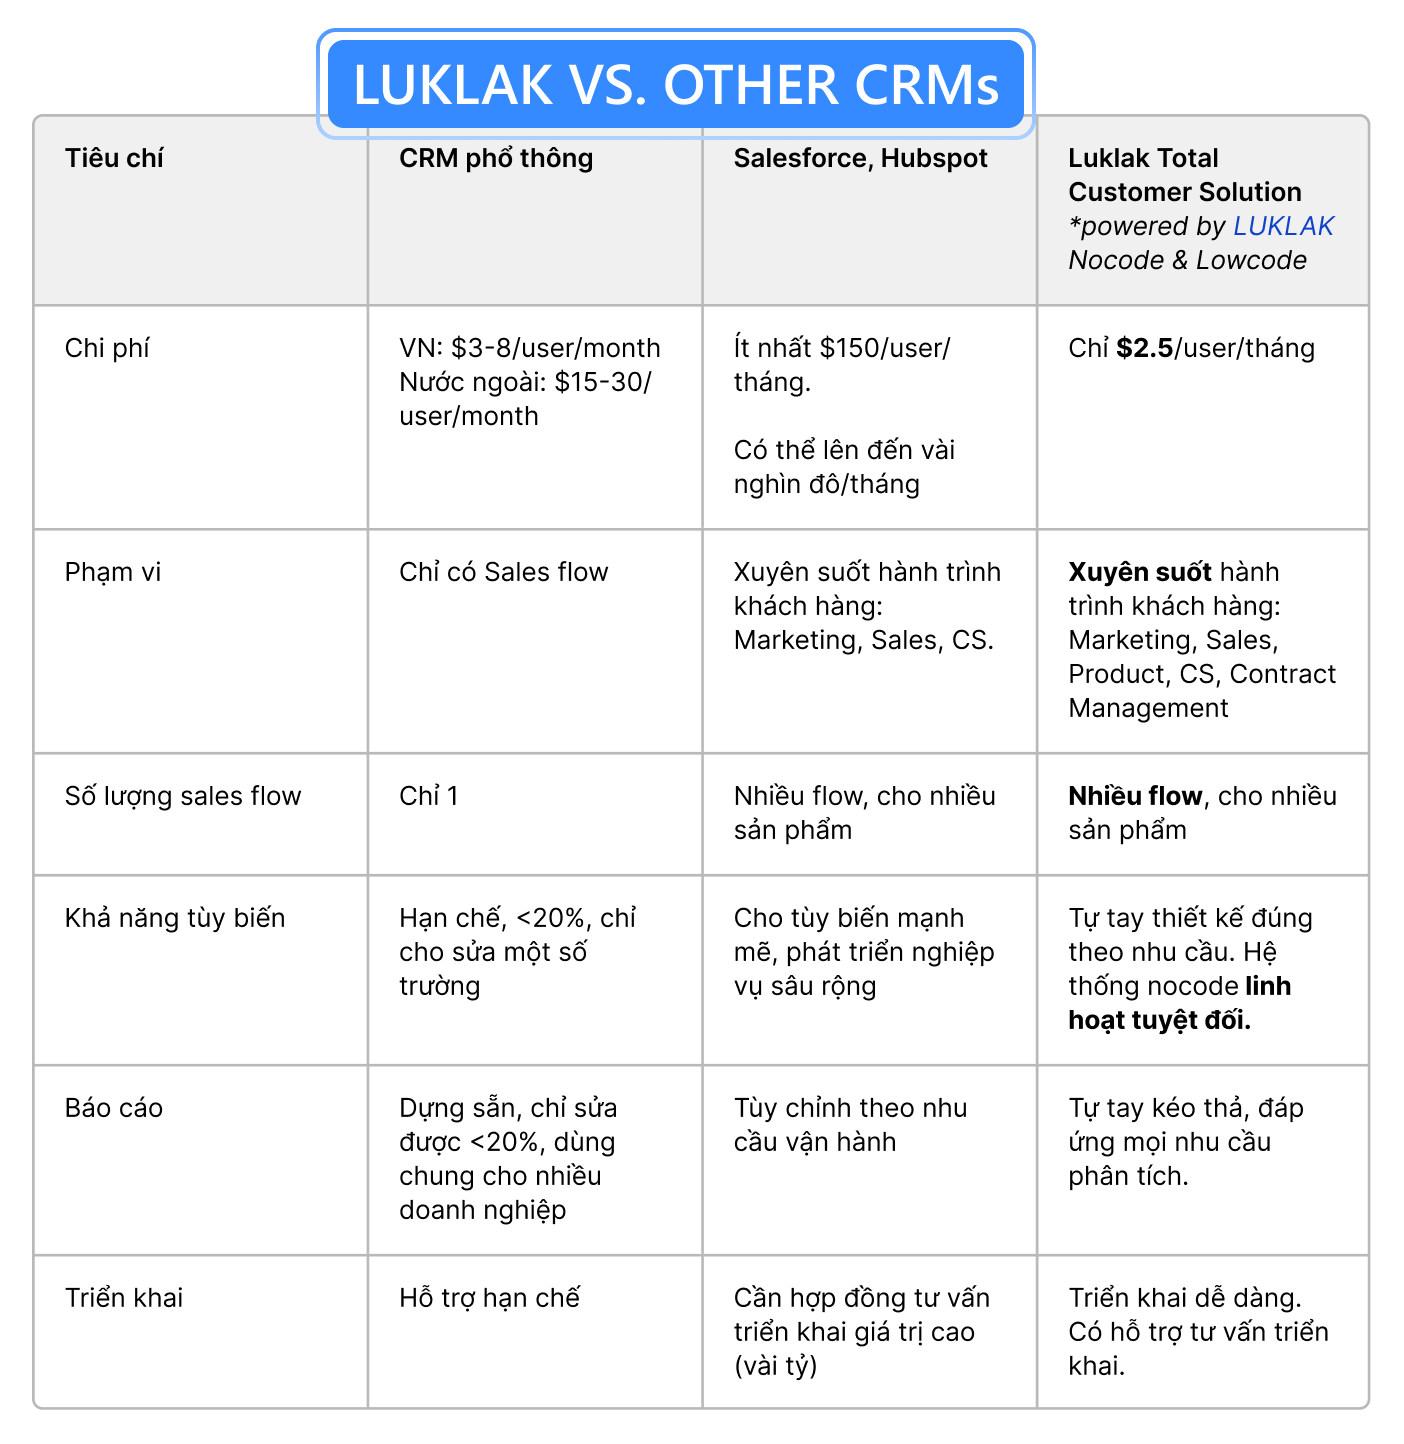 LUKLAK VS. OTHER CRMs
Tiêu chí
CRM phổ thông
Salesforce, Hubspot
Luklak Total
Customer Solution
*powered by LUKLAK
Nocode & Lowcode
Chi phí
VN: $3-8/user/month
Nước ngoài: $15-30/
user/month
Ít nhất $150/user/
tháng.
Có thể lên đến vài
nghìn đô/tháng
Chỉ $2.5/user/tháng
Phạm vi
Chỉ có Sales flow
Xuyên suốt hành trình
khách hàng:
Marketing, Sales, CS.
Xuyên suốt hành
trình khách hàng:
Marketing, Sales,
Product, CS, Contract
Management
Số lượng sales flow
Chỉ 1
Nhiều flow, cho nhiều
sản phẩm
Nhiều flow, cho nhiều
sản phẩm
Khả năng tùy biến
Hạn chế, <20%, chỉ
cho sửa một số
trường
Cho tùy biến mạnh
mẽ, phát triển nghiệp
vụ sâu rộng
Tự tay thiết kế đúng
theo nhu cầu. Hệ
thống nocode linh
hoạt tuyệt đối.
Báo cáo
Dựng sẵn, chỉ sửa
được <20%, dùng
chung cho nhiều
doanh nghiệp
Tùy chỉnh theo nhu
cầu vận hành
Tự tay kéo thả, đáp
ứng mọi nhu cầu
phân tích.
Triển khai
Hỗ trợ hạn chế
Cần hợp đồng tư vấn
triển khai giá trị cao
(vài tỷ)
Triển khai dễ dàng.
Có hỗ trợ tư vấn triển
khai.